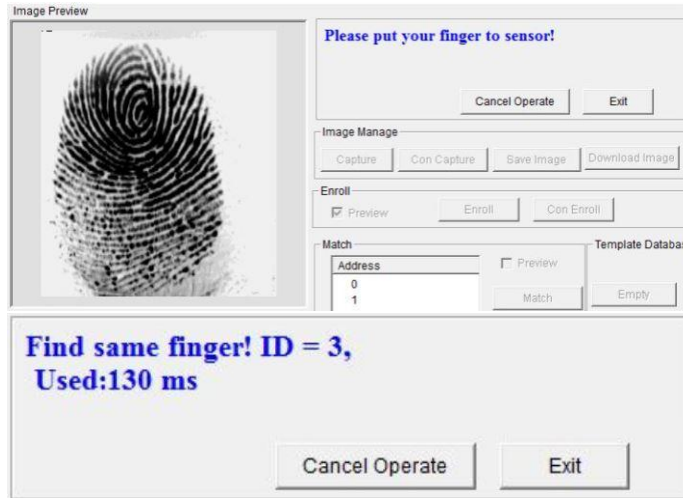 Image Preview
Please put your finger to sensor!
Cancel Operate
Exit
Image Manage
Capture
Con Capture
Save Image
Download Image
Enroll
Preview
Enroll
Con Enroll
Match
Address
0
1
Preview
Match
Template Databas
Empty
Find same finger! ID = 3,
Used:130 ms
Cancel Operate
Exit